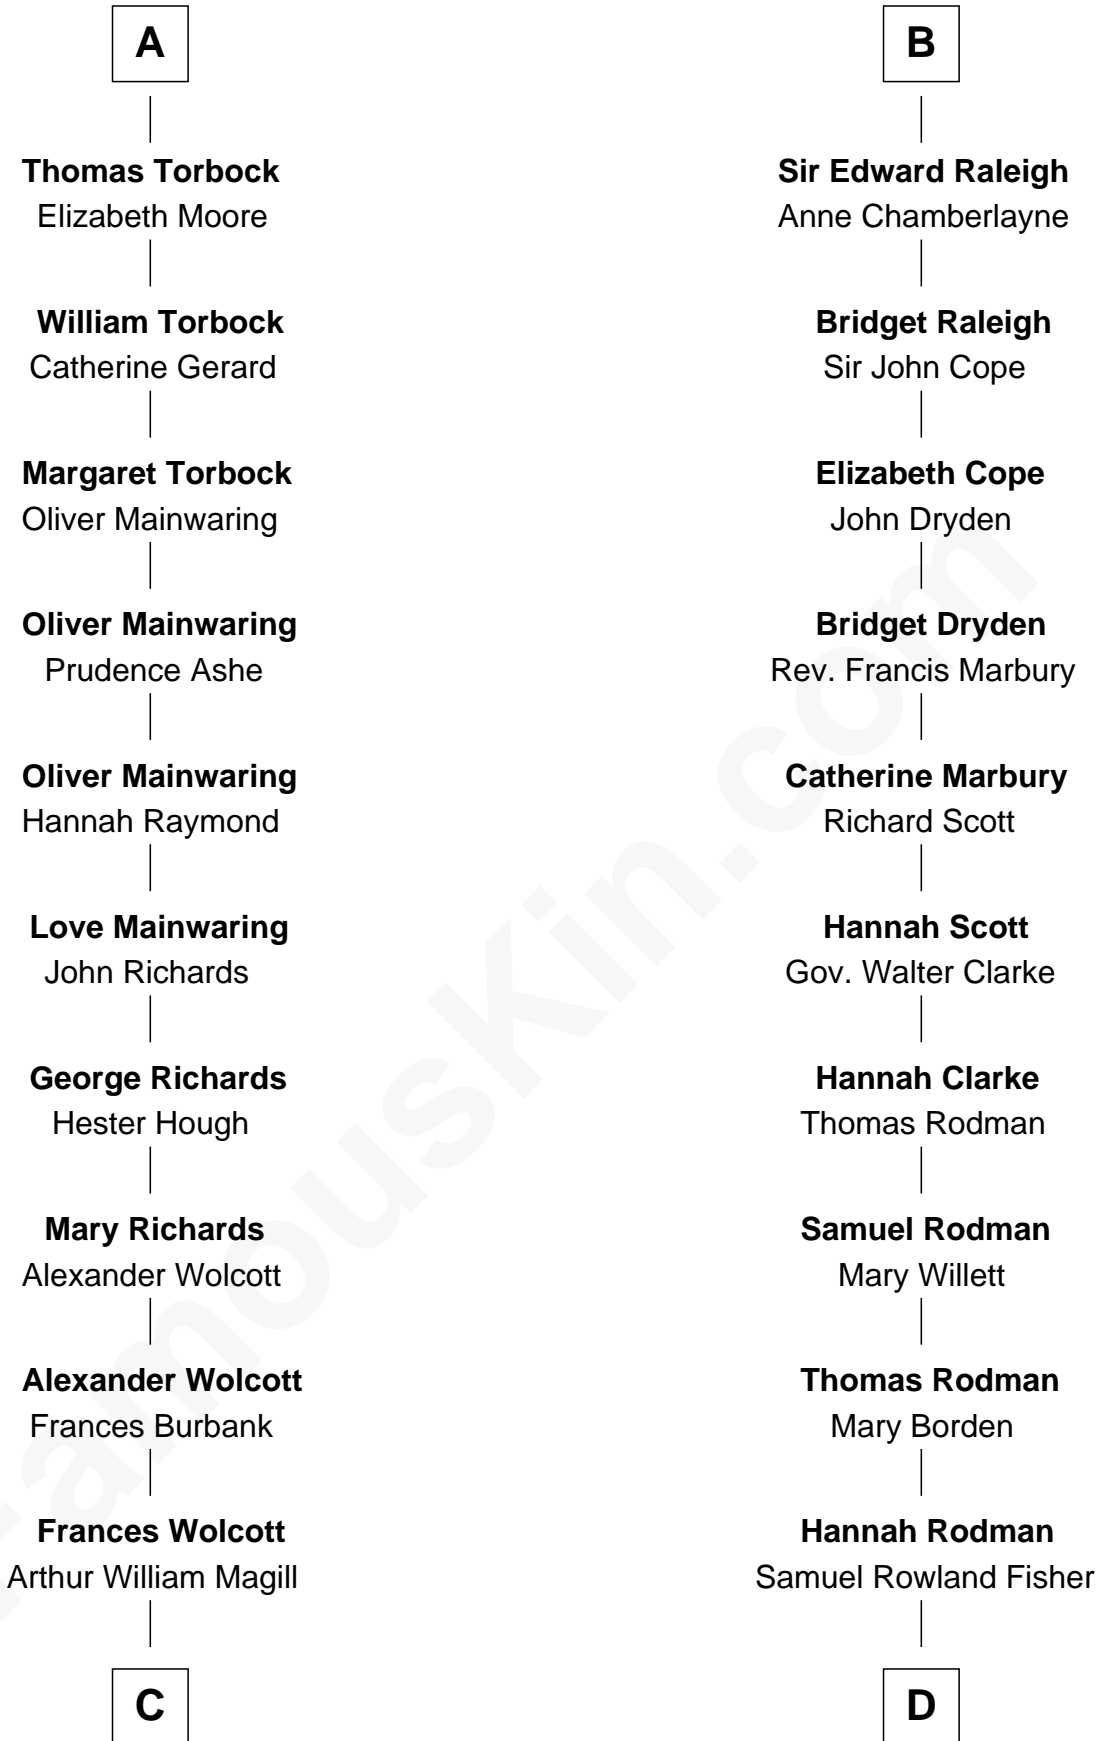 A
Thomas Torbock
Elizabeth Moore
William Torbock
Catherine Gerard
Margaret Torbock
Oliver Mainwaring
Oliver Mainwaring
Prudence Ashe
Oliver Mainwaring
Hannah Raymond
Love Mainwaring
John Richards
George Richards
Hester Hough
Mary Richards
Alexander Wolcott
Alexander Wolcott
Frances Burbank
Frances Wolcott
Arthur William Magill
C
B
Sir Edward Raleigh
Anne Chamberlayne
Bridget Raleigh
Sir John Cope
Elizabeth Cope
John Dryden
Bridget Dryden
Rev. Francis Marbury
Catherine Marbury
Richard Scott
Hannah Scott
Gov. Walter Clarke
Hannah Clarke
Thomas Rodman
Samuel Rodman
Mary Willett
Thomas Rodman
Mary Borden
Hannah Rodman
Samuel Rowland Fisher
D
FamousKin.com